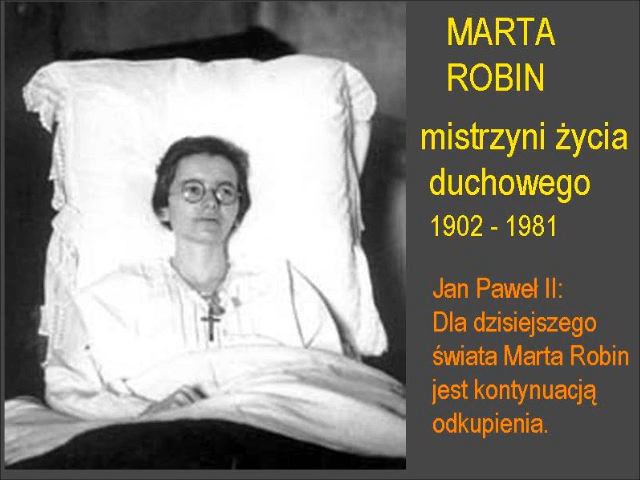 MARTA
ROBIN
mistrzyni życia
duchowego
1902 - 1981
Jan Paweł II:
Dla dzisiejszego
świata Marta Robin
jest kontynuacją
odkupienia.